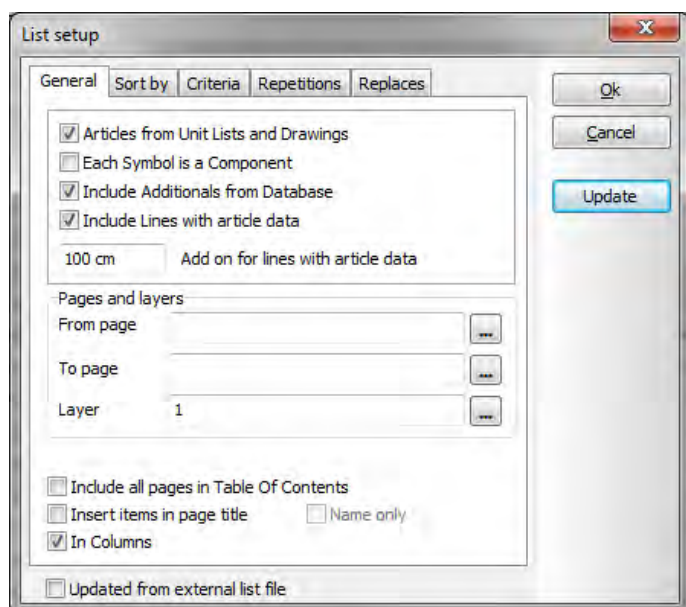 List setup
General Sort by Criteria Repetitions Replaces
Ok
Articles from Unit Lists and Drawings
Cancel
Each Symbol is a Component
Include Additionals from Database
Update
Include Lines with article data
100 cm Add on for lines with article data
Pages and layers
From page ...
To page ...
Layer 1 ...
Include all pages in Table Of Contents
Insert items in page title Name only
In Columns
Updated from external list file